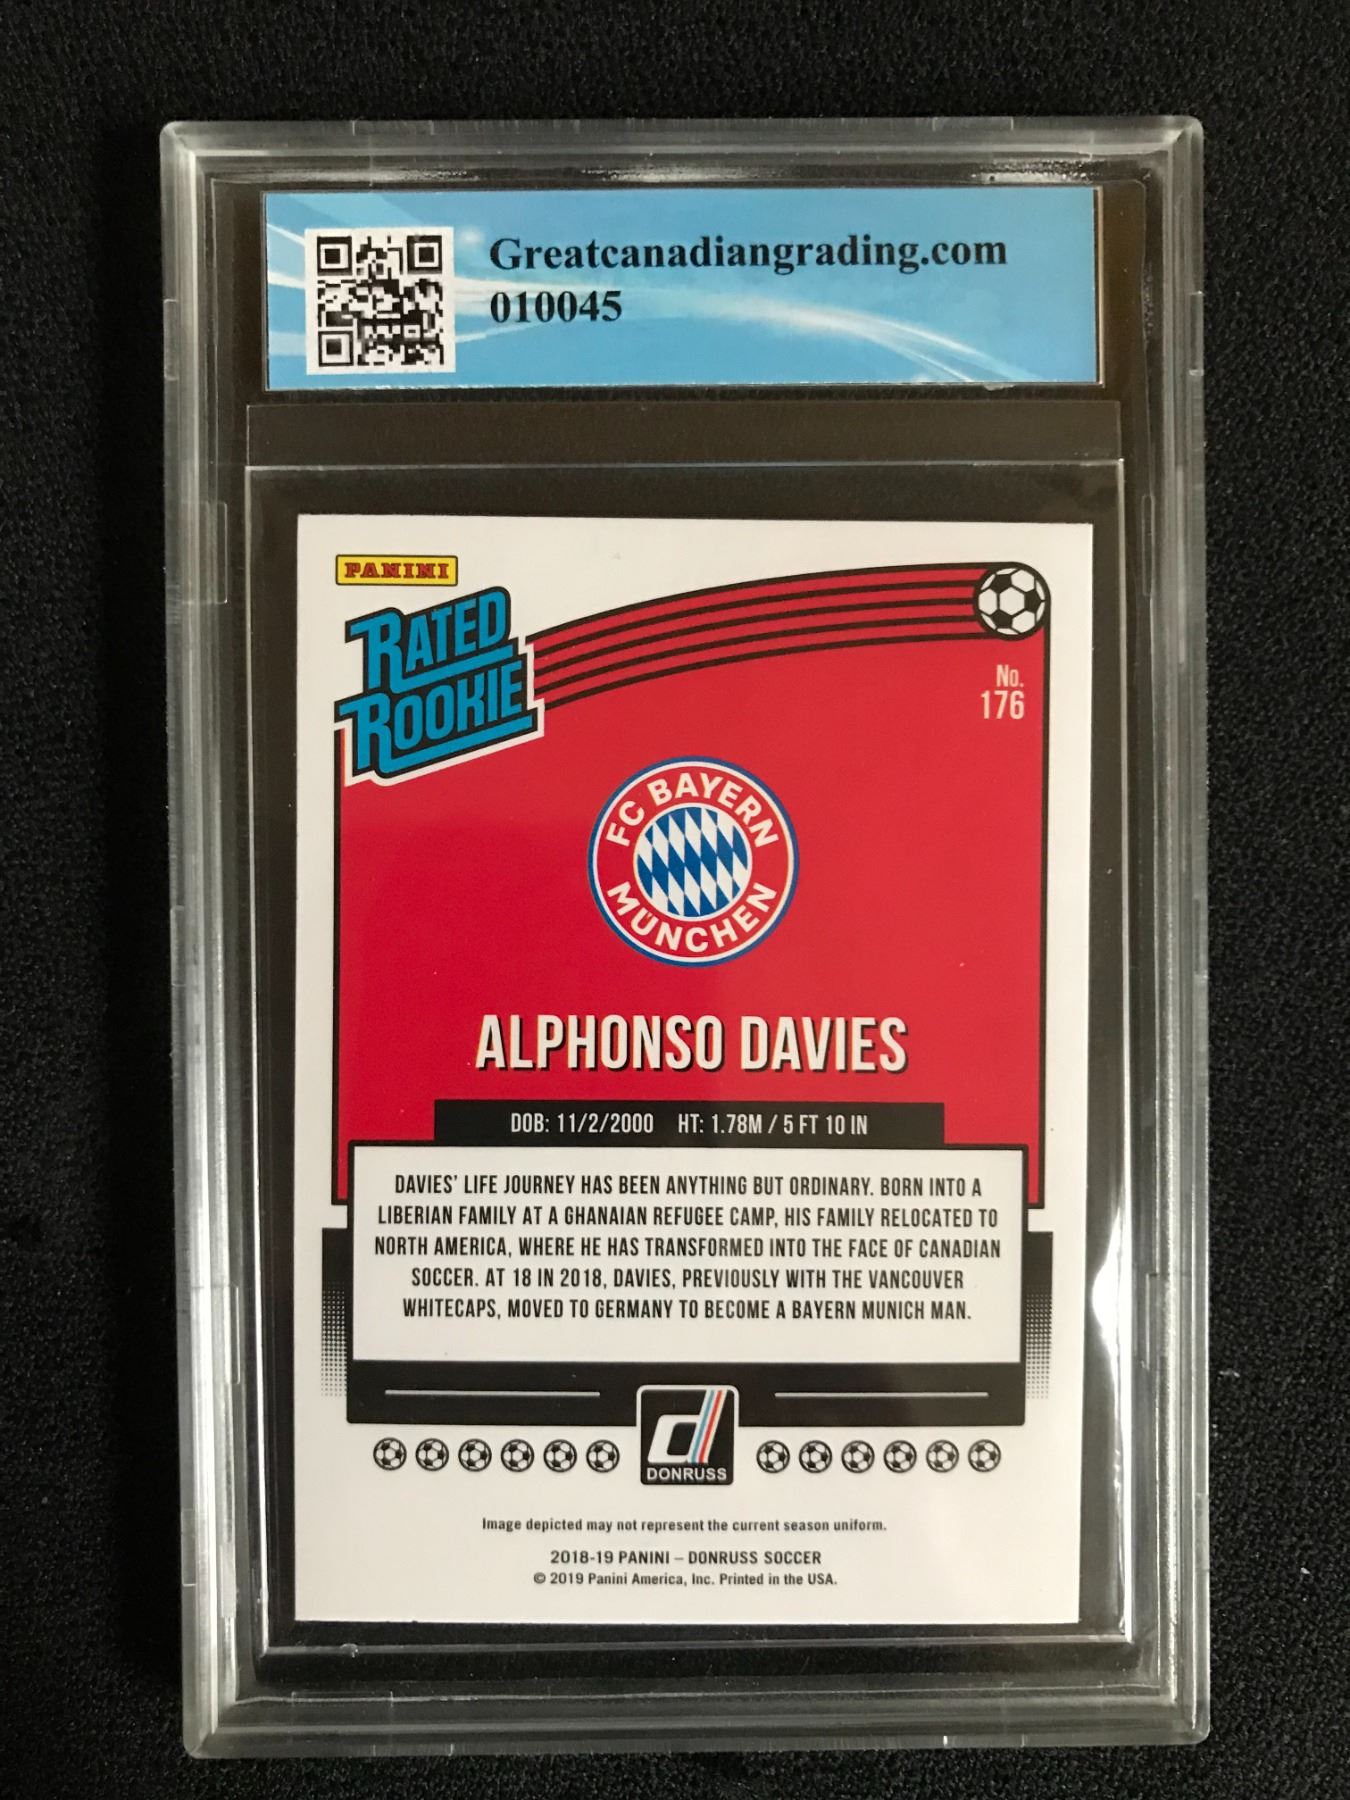 Greatcanadiangrading.com
010045
PANINI
RATED
ROOKIE
No.
176
FC BAYERN
MÜNCHEN
ALPHONSO DAVIES
DOB: 11/2/2000 HT: 1.78M / 5 FT 10 IN
DAVIES' LIFE JOURNEY HAS BEEN ANYTHING BUT ORDINARY. BORN INTO A
LIBERIAN FAMILY AT A GHANAIAN REFUGEE CAMP, HIS FAMILY RELOCATED TO
NORTH AMERICA, WHERE HE HAS TRANSFORMED INTO THE FACE OF CANADIAN
SOCCER. AT 18 IN 2018, DAVIES, PREVIOUSLY WITH THE VANCOUVER
WHITECAPS, MOVED TO GERMANY TO BECOME A BAYERN MUNICH MAN.
d
DONRUSS
Image depicted may not represent the current season uniform.
2018-19 PANINI – DONRUSS SOCCER
© 2019 Panini America, Inc. Printed in the USA.